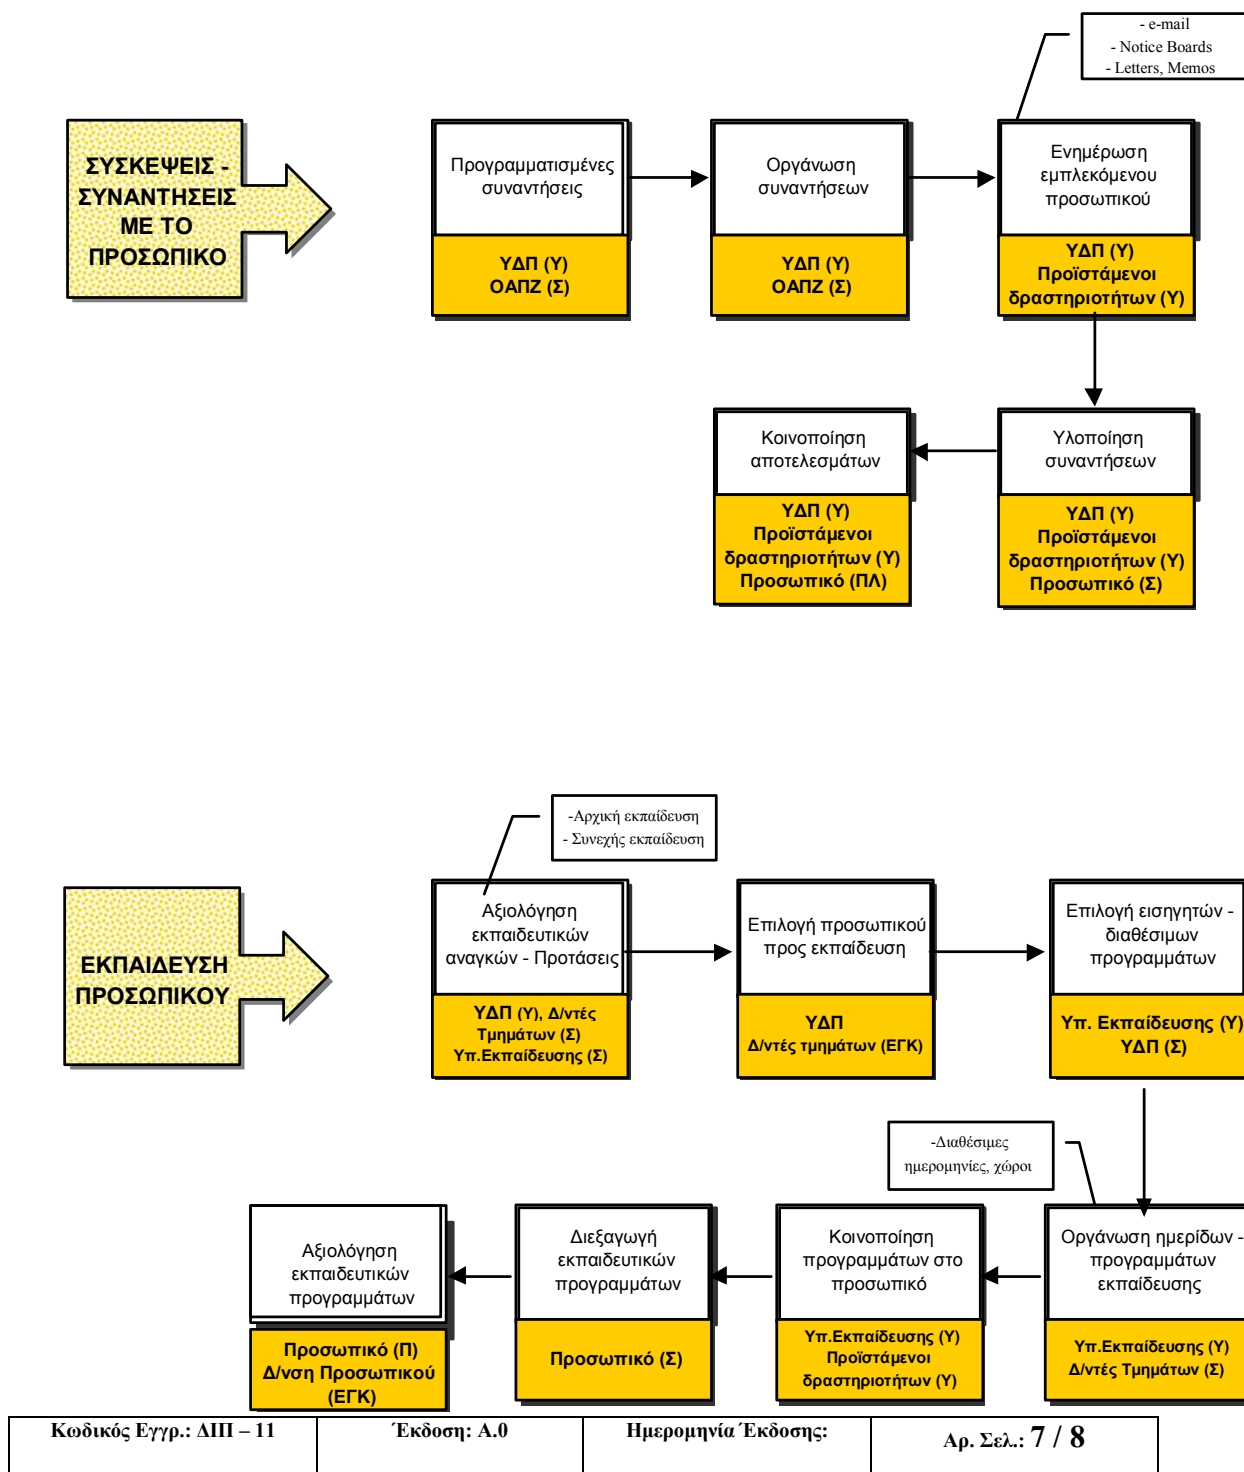 - e-mail
- Notice Boards
- Letters, Memos
ΣΥΣΚΕΨΕΙΣ -
ΣΥΝΑΝΤΗΣΕΙΣ
ΜΕ ΤΟ
ΠΡΟΣΩΠΙΚΟ
Προγραμματισμένες
συναντήσεις
ΥΔΠ (Υ)
ΟΑΠΖ (Σ)
Οργάνωση
συναντήσεων
ΥΔΠ (Υ)
ΟΑΠΖ (Σ)
Ενημέρωση
εμπλεκόμενου
προσωπικού
ΥΔΠ (Υ)
Προϊστάμενοι
δραστηριοτήτων (Υ)
Κοινοποίηση
αποτελεσμάτων
ΥΔΠ (Υ)
Προϊστάμενοι
δραστηριοτήτων (Υ)
Προσωπικό (ΠΛ)
Υλοποίηση
συναντήσεων
ΥΔΠ (Υ)
Προϊστάμενοι
δραστηριοτήτων (Υ)
Προσωπικό (Σ)
-Αρχική εκπαίδευση
- Συνεχής εκπαίδευση
ΕΚΠΑΙΔΕΥΣΗ
ΠΡΟΣΩΠΙΚΟΥ
Αξιολόγηση
εκπαιδευτικών
αναγκών - Προτάσεις
ΥΔΠ (Υ), Δ/ντές
Τμημάτων (Σ)
Υπ.Εκπαίδευσης (Σ)
Επιλογή προσωπικού
προς εκπαίδευση
ΥΔΠ
Δ/ντές τμημάτων (ΕΓΚ)
Επιλογή εισηγητών -
διαθέσιμων
προγραμμάτων
Υπ. Εκπαίδευσης (Υ)
ΥΔΠ (Σ)
-Διαθέσιμες
ημερομηνίες, χώροι
Αξιολόγηση
εκπαιδευτικών
προγραμμάτων
Προσωπικό (Π)
Δ/νση Προσωπικού
(ΕΓΚ)
Διεξαγωγή
εκπαιδευτικών
προγραμμάτων
Προσωπικό (Σ)
Κοινοποίηση
προγραμμάτων στο
προσωπικό
Υπ.Εκπαίδευσης (Υ)
Προϊστάμενοι
δραστηριοτήτων (Υ)
Οργάνωση ημερίδων -
προγραμμάτων
εκπαίδευσης
Υπ.Εκπαίδευσης (Υ)
Δ/ντές Τμημάτων (Σ)
Κωδικός Εγγρ.: ΔΙΠ – 11
Έκδοση: Α.0
Ημερομηνία Έκδοσης:
Αρ. Σελ.: 7 / 8